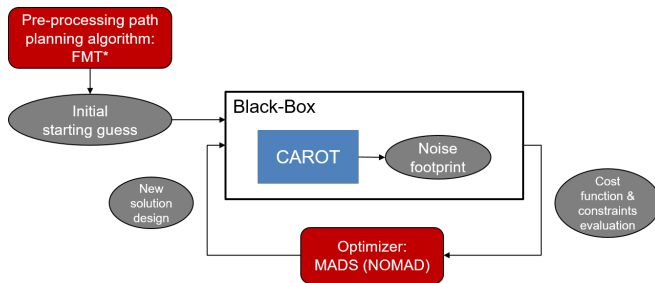 Pre-processing path
planning algorithm:
FMT*
Initial
starting guess
Black-Box
CAROT
Noise
footprint
New
solution
design
Cost
function &
constraints
evaluation
Optimizer:
MADS (NOMAD)